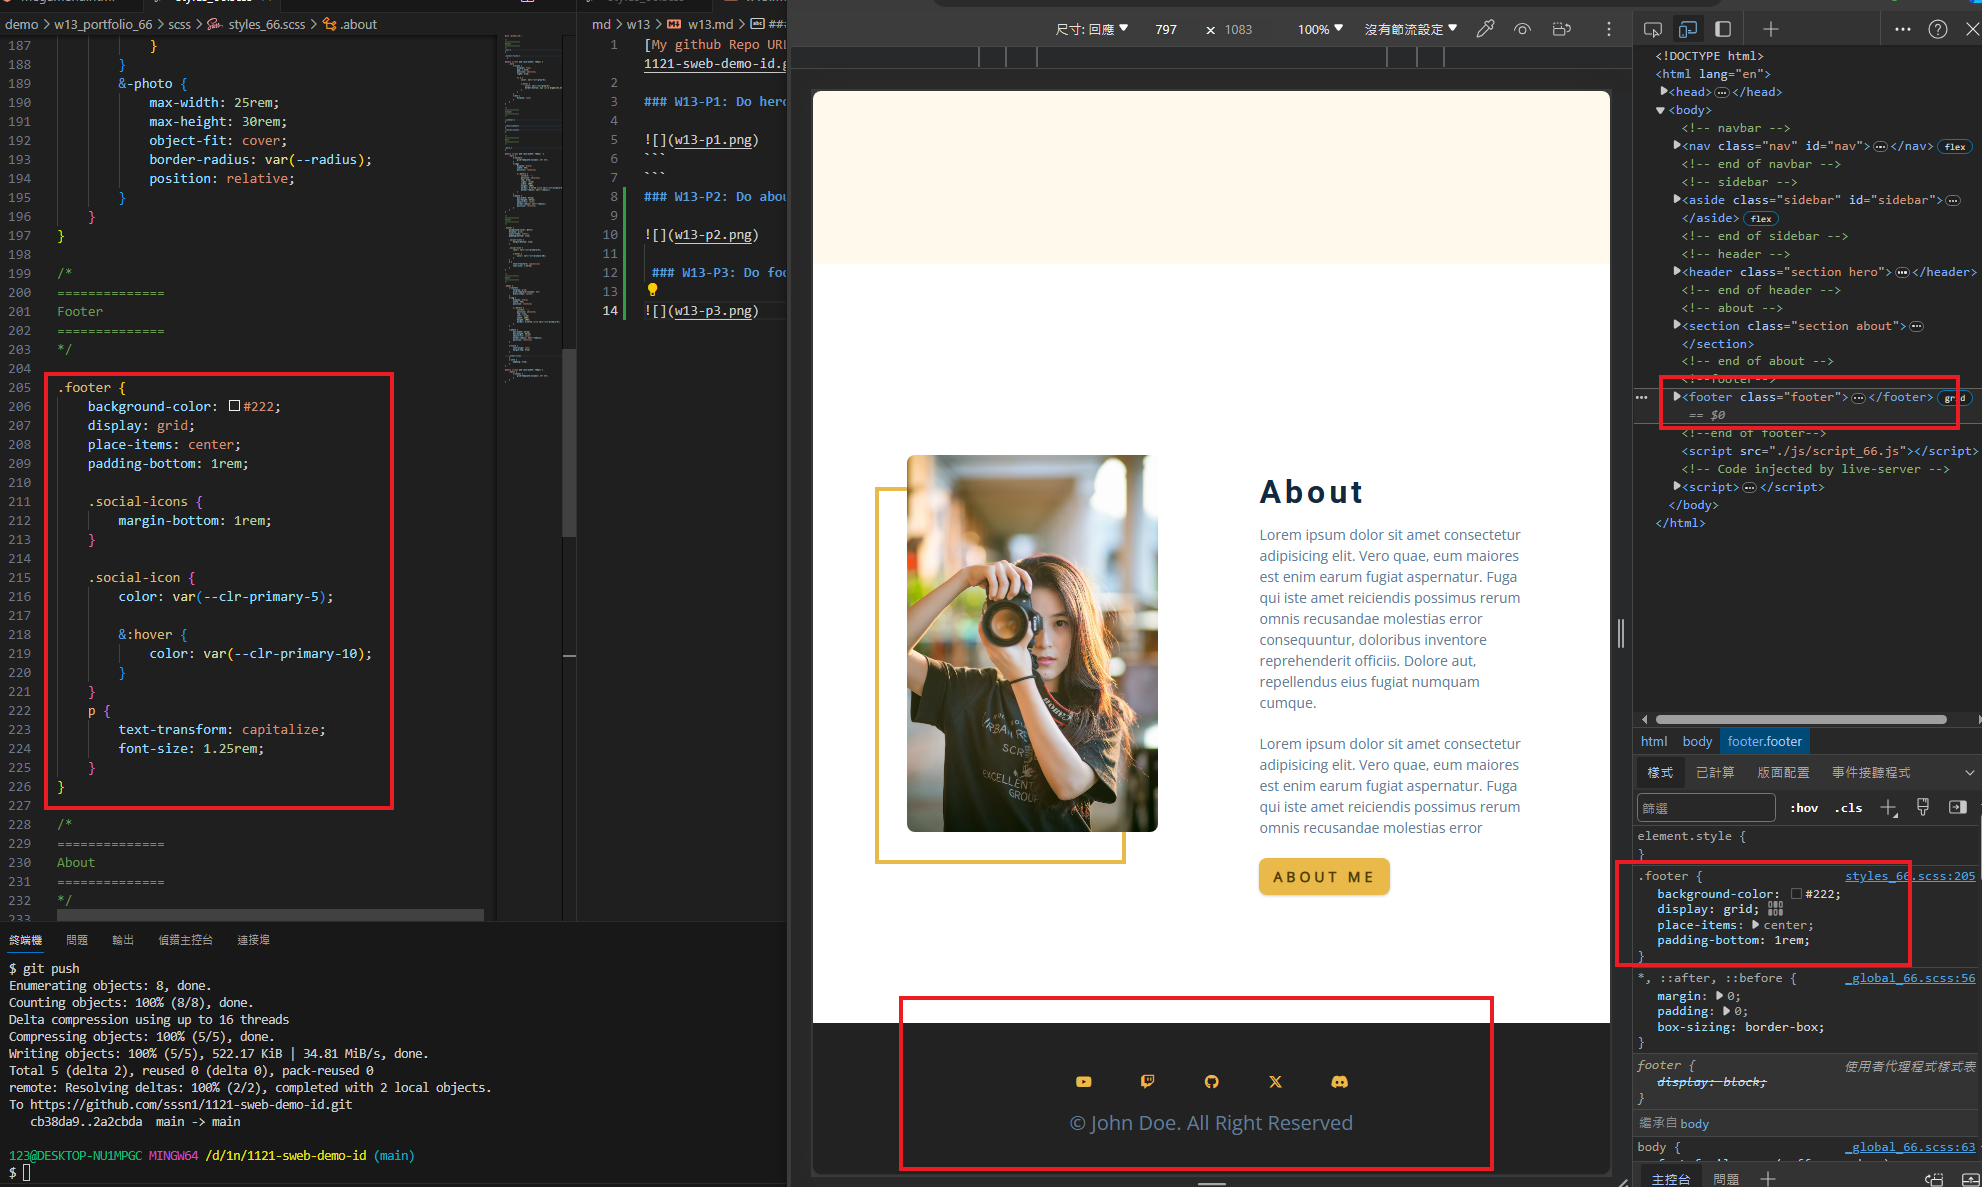 demo > w13_portfolio_66 > scss > styles_66.scss > .about
187 }
188 }
189 &-photo {
190 max-width: 25rem;
191 max-height: 30rem;
192 object-fit: cover;
193 border-radius: var(--radius);
194 position: relative;
195 }
196 }
197 }
198
199 /*
200 ==============
201 Footer
202 ==============
203 */
204
205 .footer {
206 background-color: #222;
207 display: grid;
208 place-items: center;
209 padding-bottom: 1rem;
210
211 .social-icons {
212 margin-bottom: 1rem;
213 }
214
215 .social-icon {
216 color: var(--clr-primary-5);
217
218 &:hover {
219 color: var(--clr-primary-10);
220 }
221 }
222 p {
223 text-transform: capitalize;
224 font-size: 1.25rem;
225 }
226 }
227
228 /*
229 ==============
230 About
231 ==============
232 */
233
終端機 問題 輸出 偵錯主控台 連接埠
$ git push
Enumerating objects: 8, done.
Counting objects: 100% (8/8), done.
Delta compression using up to 16 threads
Compressing objects: 100% (5/5), done.
Writing objects: 100% (5/5), 522.17 KiB | 34.81 MiB/s, done.
Total 5 (delta 2), reused 0 (delta 0), pack-reused 0
remote: Resolving deltas: 100% (2/2), completed with 2 local objects.
To https://github.com/sssn1/1121-sweb-demo-id.git
cb38da9..2a2cbda main -> main
123@DESKTOP-NU1MPGC MINGW64 /d/1n/1121-sweb-demo-id (main)
$
md > w13 > w13.md > ##
1 [My github Repo URL
1121-sweb-demo-id.g
2
3 ### W13-P1: Do hero
4
5 ![](w13-p1.png)
6 ```
7 ```
8 ### W13-P2: Do abou
9
10 ![](w13-p2.png)
11
12 ### W13-P3: Do foo
13
14 ![](w13-p3.png)
尺寸: 回應 797 × 1083 100% 沒有節流設定
About
Lorem ipsum dolor sit amet consectetur
adipisicing elit. Vero quae, eum maiores
est enim earum fugiat aspernatur. Fuga
qui iste amet reiciendis possimus rerum
omnis recusandae molestias error
consequuntur, doloribus inventore
reprehenderit officiis. Dolore aut,
repellendus eius fugiat numquam
cumque.
Lorem ipsum dolor sit amet consectetur
adipisicing elit. Vero quae, eum maiores
est enim earum fugiat aspernatur. Fuga
qui iste amet reiciendis possimus rerum
omnis recusandae molestias error
ABOUT ME
© John Doe. All Right Reserved
<!DOCTYPE html>
<html lang="en">
<head>…</head>
<body>
<!-- navbar -->
<nav class="nav" id="nav">…</nav> flex
<!-- end of navbar -->
<!-- sidebar -->
<aside class="sidebar" id="sidebar">…
</aside> flex
<!-- end of sidebar -->
<!-- header -->
<header class="section hero">…</header>
<!-- end of header -->
<!-- about -->
<section class="section about">…
</section>
<!-- end of about -->
<!--footer-->
<footer class="footer">…</footer> grid
== $0
<!--end of footer-->
<script src="./js/script_66.js"></script>
<!-- Code injected by live-server -->
<script>…</script>
</body>
</html>
html body footer.footer
樣式 已計算 版面配置 事件接聽程式
篩選 :hov .cls
element.style {
}
.footer { styles_66.scss:205
background-color: #222;
display: grid;
place-items: center;
padding-bottom: 1rem;
}
*, ::after, ::before { _global_66.scss:56
margin: 0;
padding: 0;
box-sizing: border-box;
}
footer { 使用者代理程式樣式表
display: block;
}
繼承自 body
body { _global_66.scss:63
主控台 問題